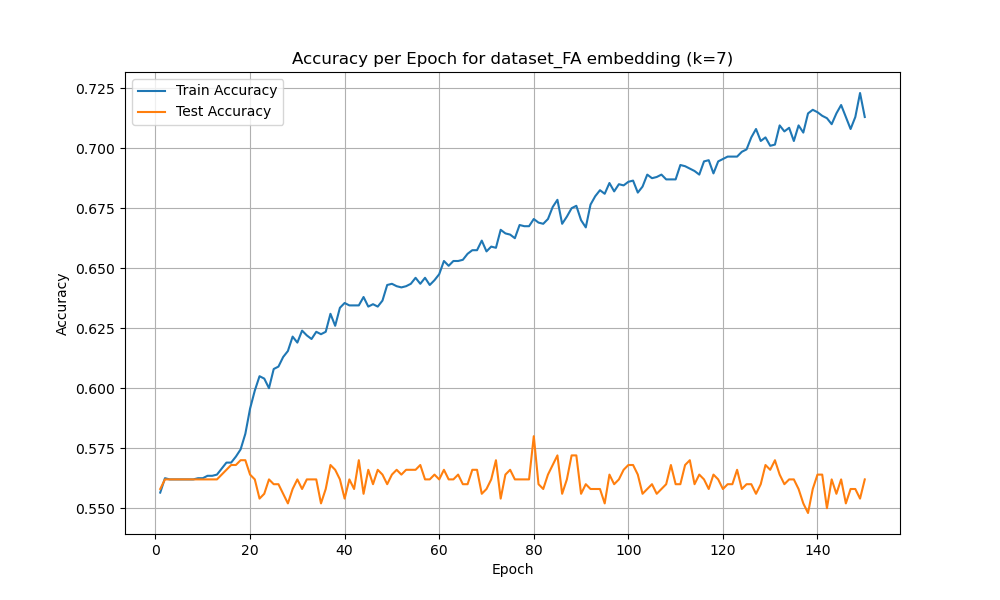 Accuracy per Epoch for dataset_FA embedding (k=7)
Train Accuracy
Test Accuracy
Accuracy
0.725
0.700
0.675
0.650
0.625
0.600
0.575
0.550
0 20 40 60 80 100 120 140
Epoch